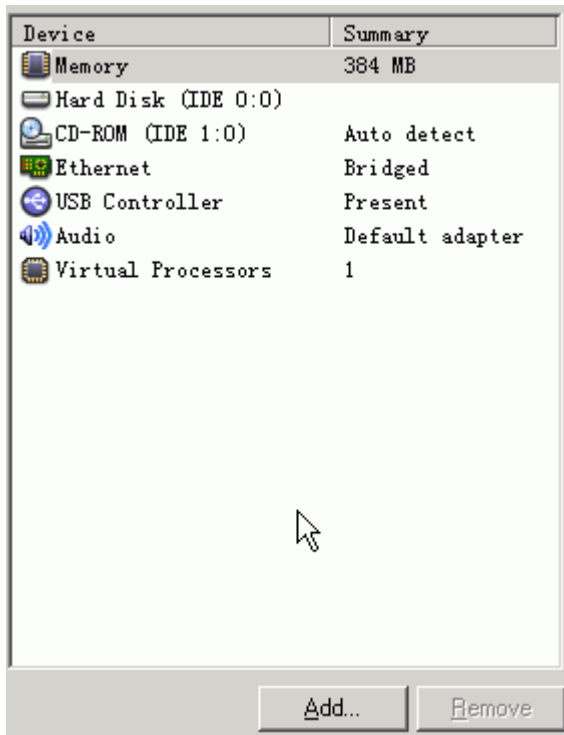 Device Summary
Memory 384 MB
Hard Disk (IDE 0:0)
CD-ROM (IDE 1:0) Auto detect
Ethernet Bridged
USB Controller Present
Audio Default adapter
Virtual Processors 1
Add... Remove